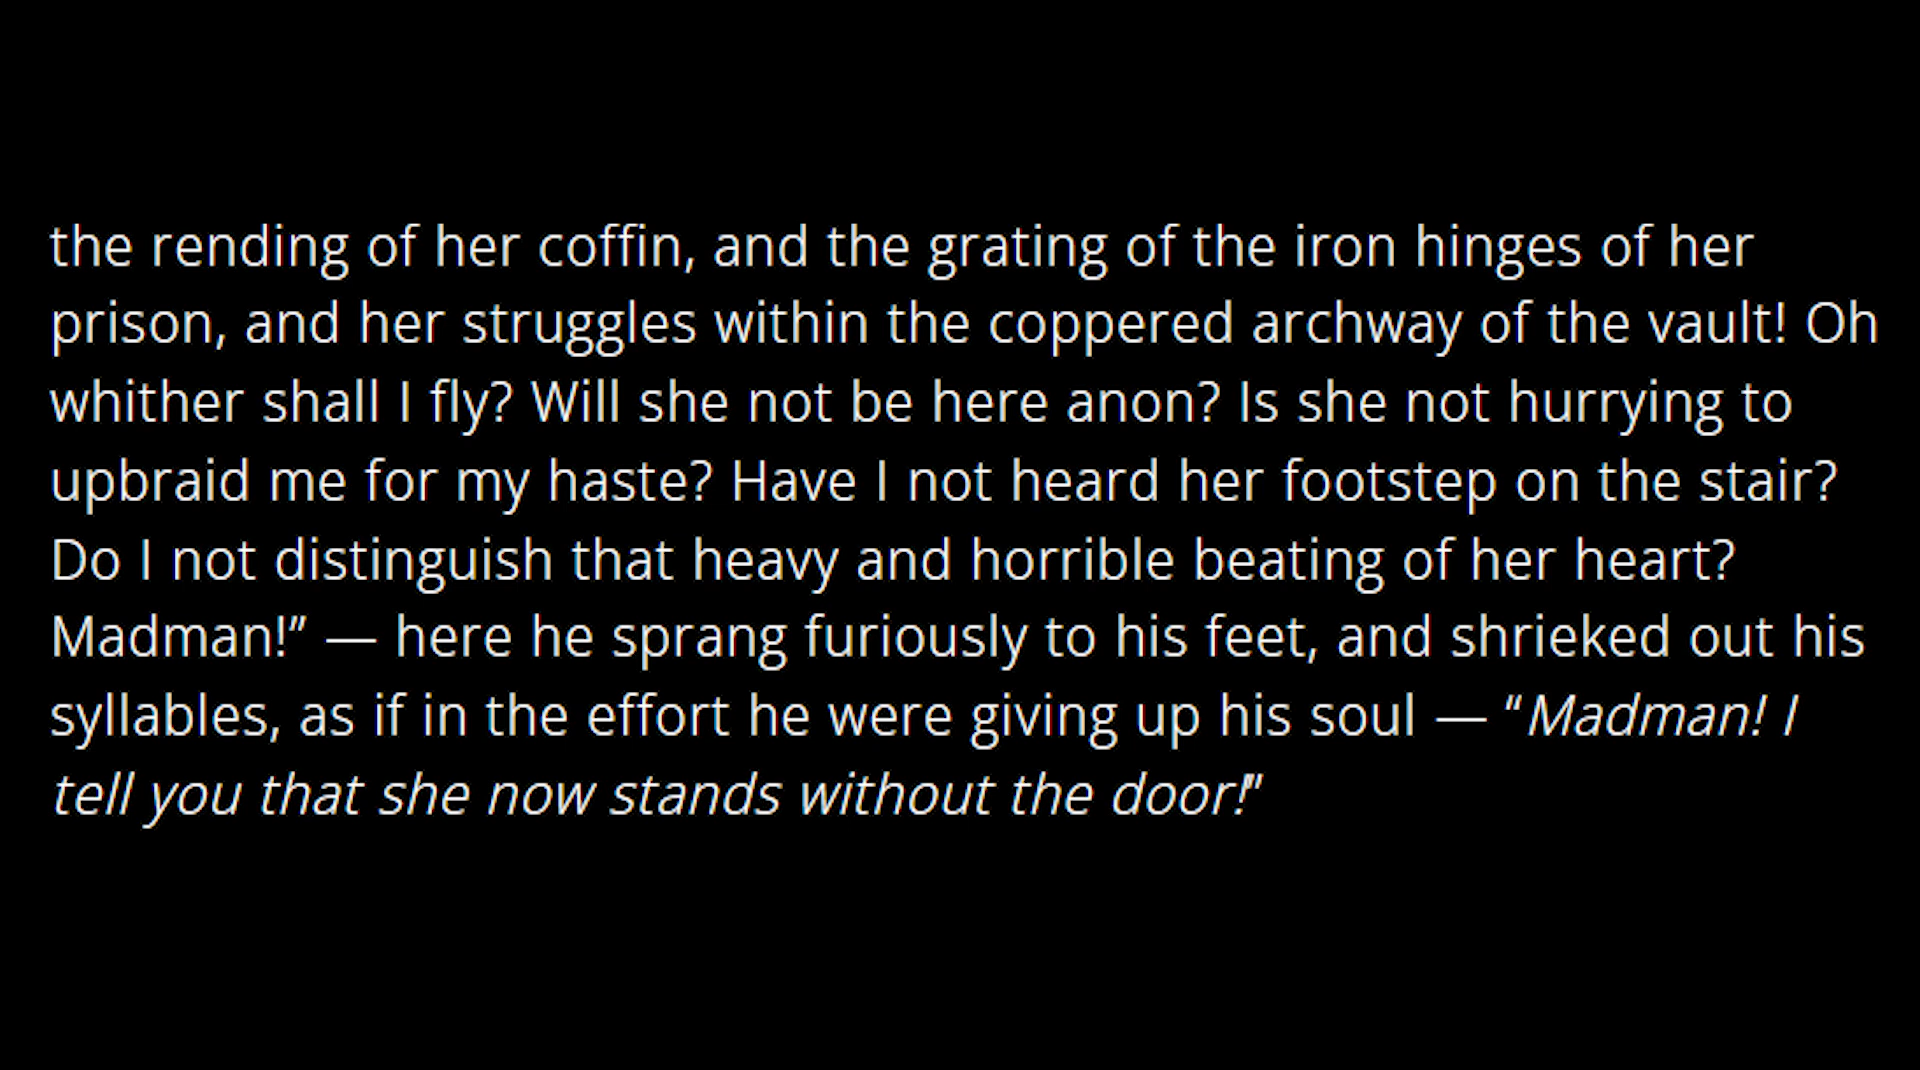 the rending of her coffin, and the grating of the iron hinges of her
prison, and her struggles within the coppered archway of the vault! Oh
whither shall I fly? Will she not be here anon? Is she not hurrying to
upbraid me for my haste? Have I not heard her footstep on the stair?
Do I not distinguish that heavy and horrible beating of her heart?
Madman!” — here he sprang furiously to his feet, and shrieked out his
syllables, as if in the effort he were giving up his soul — “Madman! I
tell you that she now stands without the door!”